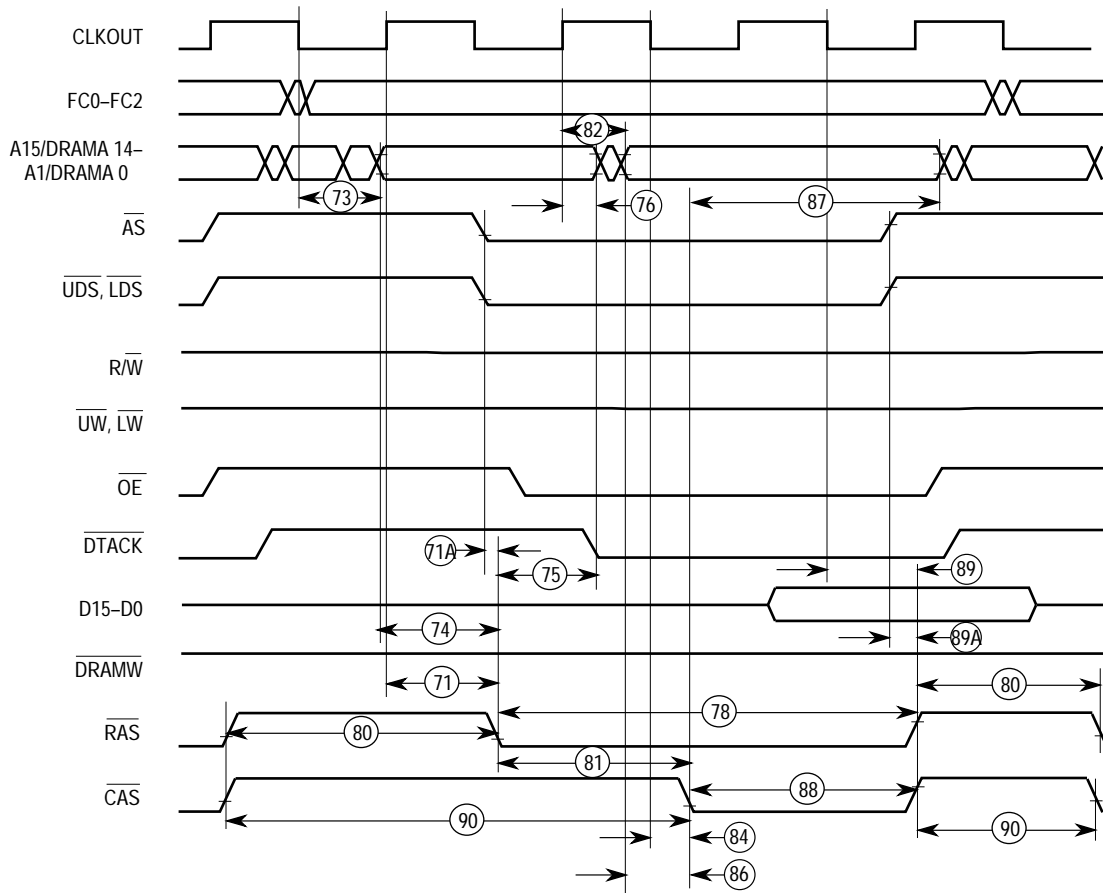 CLKOUT
FC0–FC2
82
A15/DRAMA 14–
A1/DRAMA 0
73
76
87
AS
UDS, LDS
R/W
UW, LW
OE
DTACK
71A
75
89
D15–D0
74
89A
DRAMW
71
80
78
RAS
80
81
CAS
88
90
90
84
86